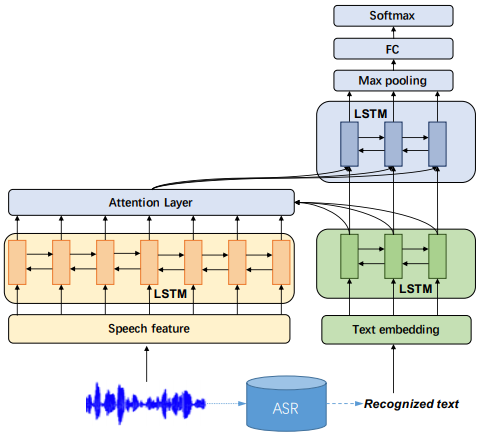 Softmax
FC
Max pooling
LSTM
Attention Layer
LSTM
LSTM
Speech feature
Text embedding
ASR
Recognized text